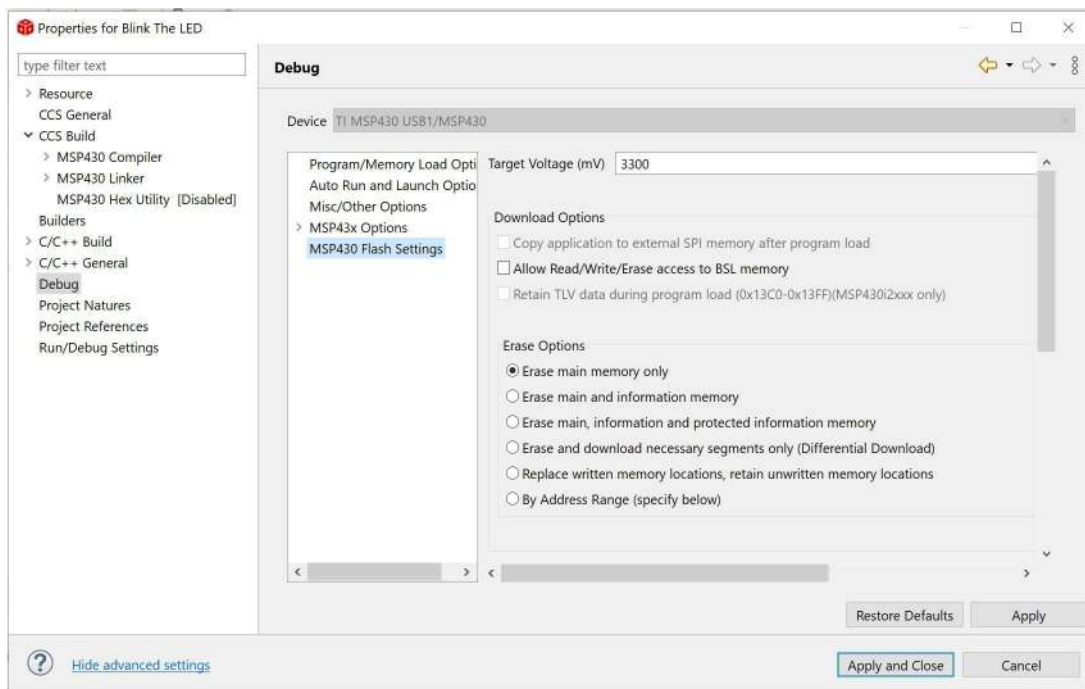 Properties for Blink The LED
type filter text
Resource
CCS General
CCS Build
MSP430 Compiler
MSP430 Linker
MSP430 Hex Utility [Disabled]
Builders
C/C++ Build
C/C++ General
Debug
Project Natures
Project References
Run/Debug Settings
Debug
Device TI MSP430 USB1/MSP430
Program/Memory Load Opti
Auto Run and Launch Optio
Misc/Other Options
MSP43x Options
MSP430 Flash Settings
Target Voltage (mV) 3300
Download Options
Copy application to external SPI memory after program load
Allow Read/Write/Erase access to BSL memory
Retain TLV data during program load (0x13C0-0x13FF)(MSP430i2xxx only)
Erase Options
Erase main memory only
Erase main and information memory
Erase main, information and protected information memory
Erase and download necessary segments only (Differential Download)
Replace written memory locations, retain unwritten memory locations
By Address Range (specify below)
Restore Defaults Apply
? Hide advanced settings Apply and Close Cancel